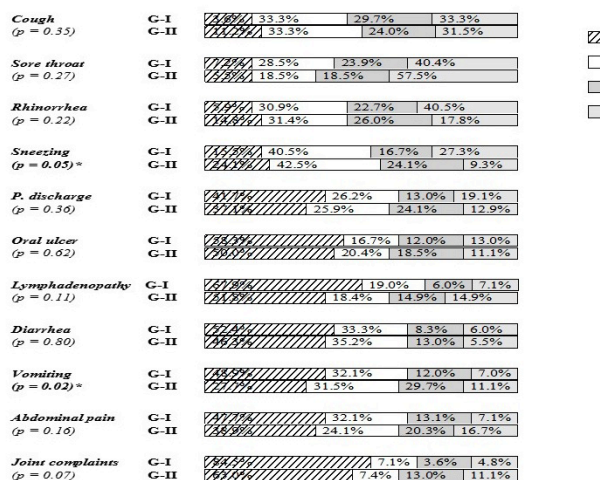 Cough G-I 3.6% 33.3% 29.7% 33.3%
(p = 0.35) G-II 11.2% 33.3% 24.0% 31.5%
Sore throat G-I 7.2% 28.5% 23.9% 40.4%
(p = 0.27) G-II 5.5% 18.5% 18.5% 57.5%
Rhinorrhea G-I 5.9% 30.9% 22.7% 40.5%
(p = 0.22) G-II 14.8% 31.4% 26.0% 17.8%
Sneezing G-I 15.5% 40.5% 16.7% 27.3%
(p = 0.05)* G-II 24.1% 42.5% 24.1% 9.3%
P. discharge G-I 41.7% 26.2% 13.0% 19.1%
(p = 0.36) G-II 37.1% 25.9% 24.1% 12.9%
Oral ulcer G-I 58.3% 16.7% 12.0% 13.0%
(p = 0.62) G-II 50.0% 20.4% 18.5% 11.1%
Lymphadenopathy G-I 67.9% 19.0% 6.0% 7.1%
(p = 0.11) G-II 51.8% 18.4% 14.9% 14.9%
Diarrhea G-I 52.4% 33.3% 8.3% 6.0%
(p = 0.80) G-II 46.3% 35.2% 13.0% 5.5%
Vomiting G-I 48.9% 32.1% 12.0% 7.0%
(p = 0.02)* G-II 27.7% 31.5% 29.7% 11.1%
Abdominal pain G-I 47.7% 32.1% 13.1% 7.1%
(p = 0.16) G-II 38.9% 24.1% 20.3% 16.7%
Joint complaints G-I 84.5% 7.1% 3.6% 4.8%
(p = 0.07) G-II 63.0% 7.4% 13.0% 11.1%